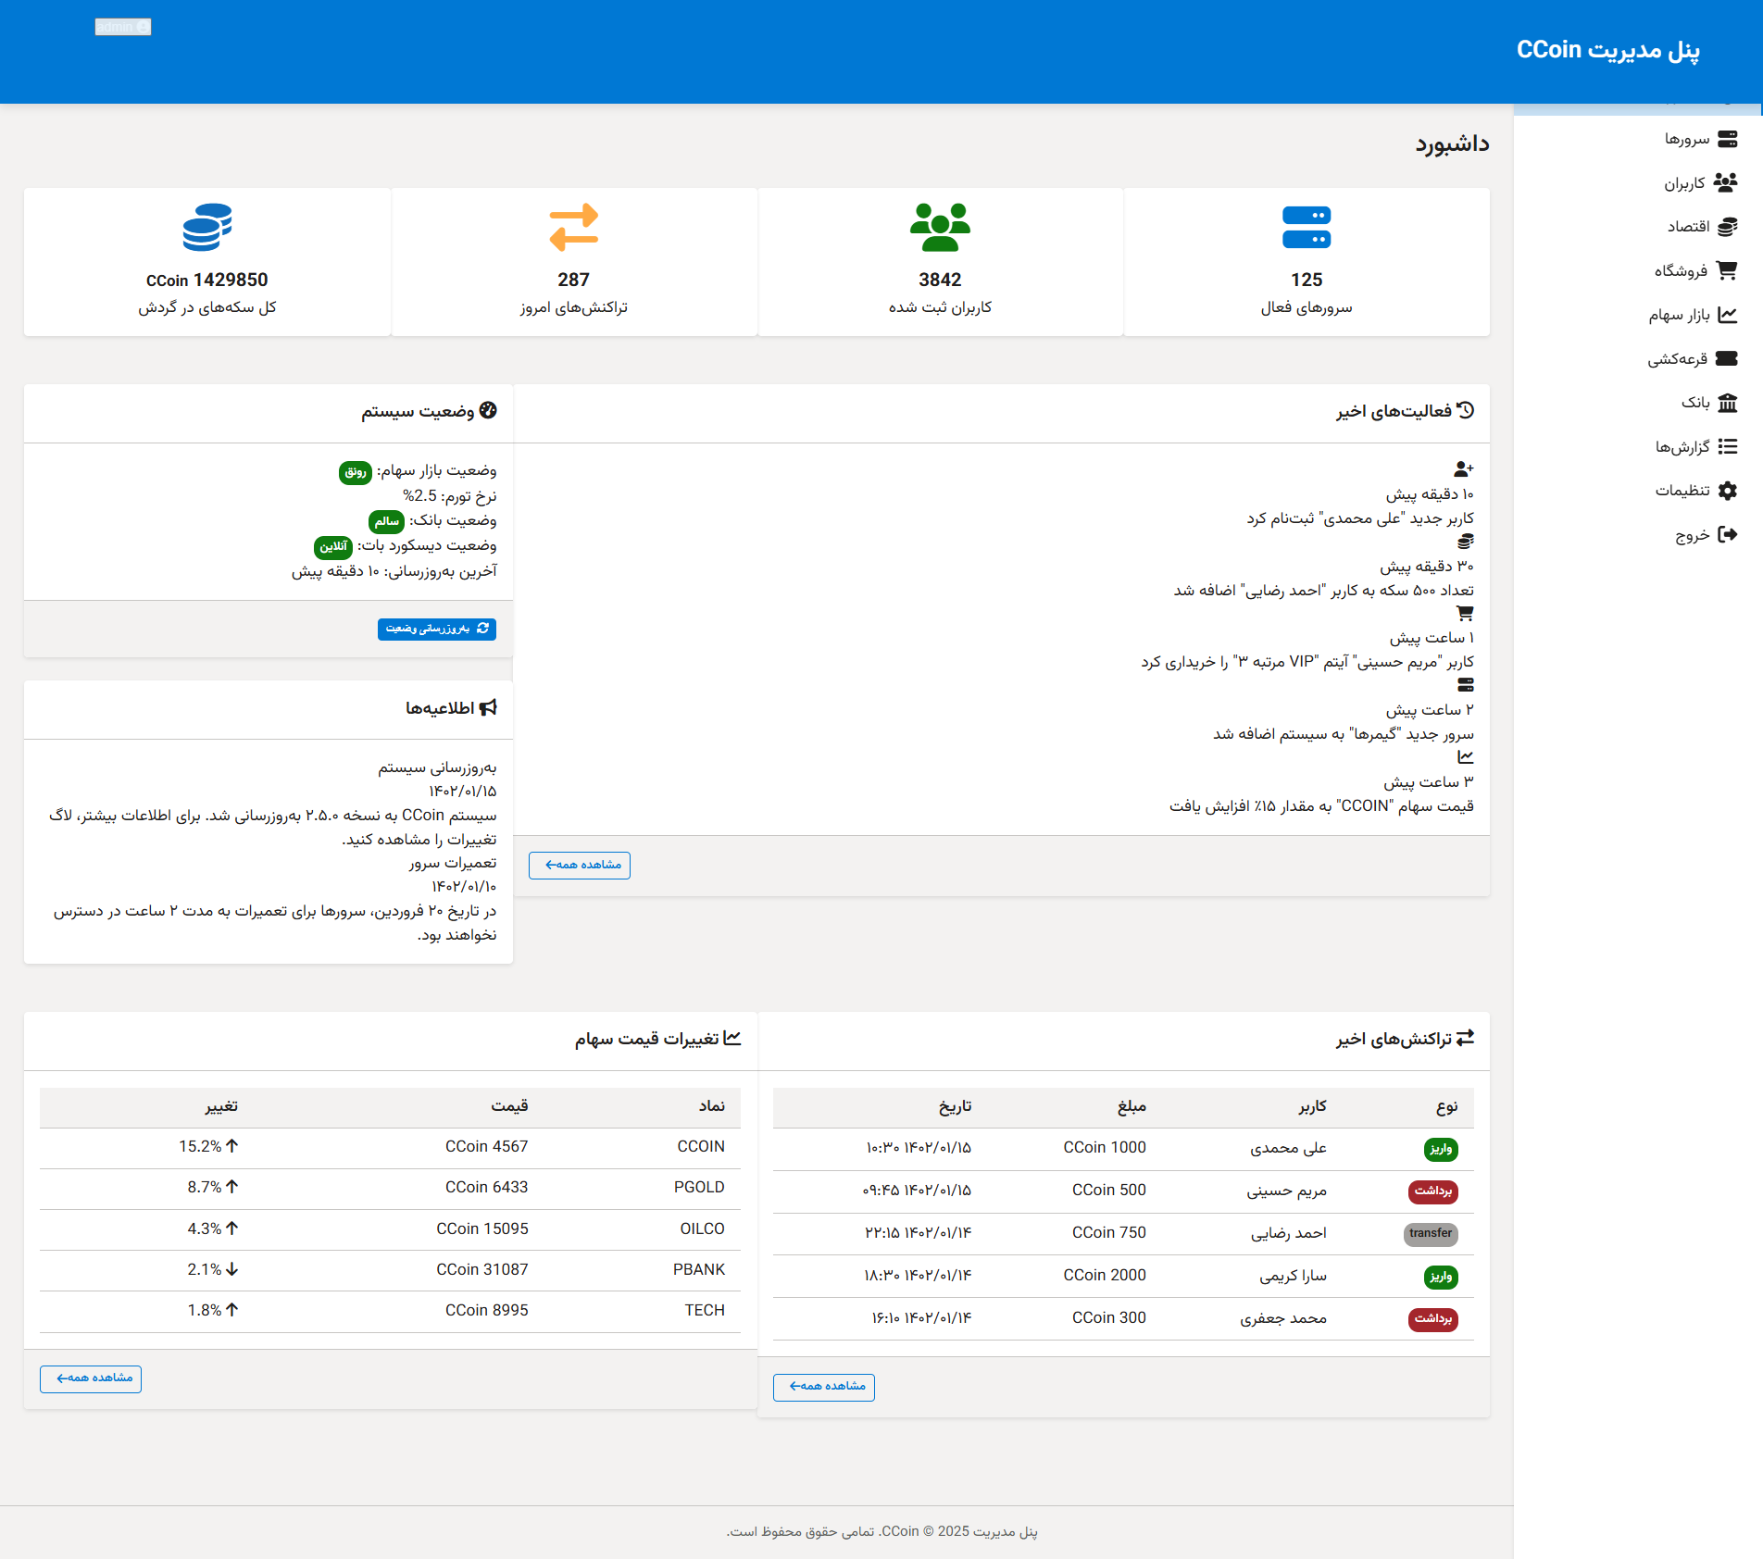 پنل مدیریت CCoin
admin
سرورها
کاربران
اقتصاد
فروشگاه
بازار سهام
قرعه‌کشی
بانک
گزارش‌ها
تنظیمات
خروج
داشبورد
125
سرورهای فعال
3842
کاربران ثبت شده
287
تراکنش‌های امروز
1429850 CCoin
کل سکه‌های در گردش
فعالیت‌های اخیر
۱۰ دقیقه پیش
کاربر جدید "علی محمدی" ثبت‌نام کرد
۳۰ دقیقه پیش
تعداد ۵۰۰ سکه به کاربر "احمد رضایی" اضافه شد
۱ ساعت پیش
کاربر "مریم حسینی" آیتم "VIP مرتبه ۳" را خریداری کرد
۲ ساعت پیش
سرور جدید "گیمرها" به سیستم اضافه شد
۳ ساعت پیش
قیمت سهام "CCOIN" به مقدار ۱۵٪ افزایش یافت
مشاهده همه
وضعیت سیستم
وضعیت بازار سهام: رونق
نرخ تورم: 2.5%
وضعیت بانک: سالم
وضعیت دیسکورد بات: آنلاین
آخرین به‌روزرسانی: ۱۰ دقیقه پیش
به‌روزرسانی وضعیت
اطلاعیه‌ها
به‌روزرسانی سیستم
۱۴۰۲/۰۱/۱۵
سیستم CCoin به نسخه ۲.۵.۰ به‌روزرسانی شد. برای اطلاعات بیشتر، لاگ
تغییرات را مشاهده کنید.
تعمیرات سرور
۱۴۰۲/۰۱/۱۰
در تاریخ ۲۰ فروردین، سرورها برای تعمیرات به مدت ۲ ساعت در دسترس
نخواهند بود.
تراکنش‌های اخیر
نوع کاربر مبلغ تاریخ
واریز علی محمدی 1000 CCoin ۱۴۰۲/۰۱/۱۵ ۱۰:۳۰
برداشت مریم حسینی 500 CCoin ۱۴۰۲/۰۱/۱۵ ۰۹:۴۵
transfer احمد رضایی 750 CCoin ۱۴۰۲/۰۱/۱۴ ۲۲:۱۵
واریز سارا کریمی 2000 CCoin ۱۴۰۲/۰۱/۱۴ ۱۸:۳۰
برداشت محمد جعفری 300 CCoin ۱۴۰۲/۰۱/۱۴ ۱۶:۱۰
مشاهده همه
تغییرات قیمت سهام
نماد قیمت تغییر
CCOIN 4567 CCoin 15.2%
PGOLD 6433 CCoin 8.7%
OILCO 15095 CCoin 4.3%
PBANK 31087 CCoin 2.1%
TECH 8995 CCoin 1.8%
مشاهده همه
پنل مدیریت CCoin © 2025. تمامی حقوق محفوظ است.